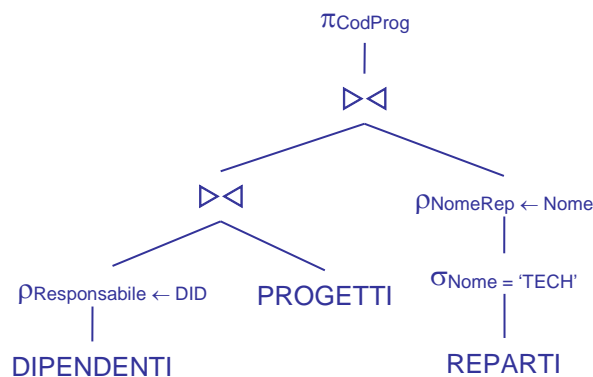 πCodProg
▷◁
▷◁
ρNomeRep ← Nome
ρResponsabile ← DID
PROGETTI
σNome = ‘TECH’
DIPENDENTI
REPARTI